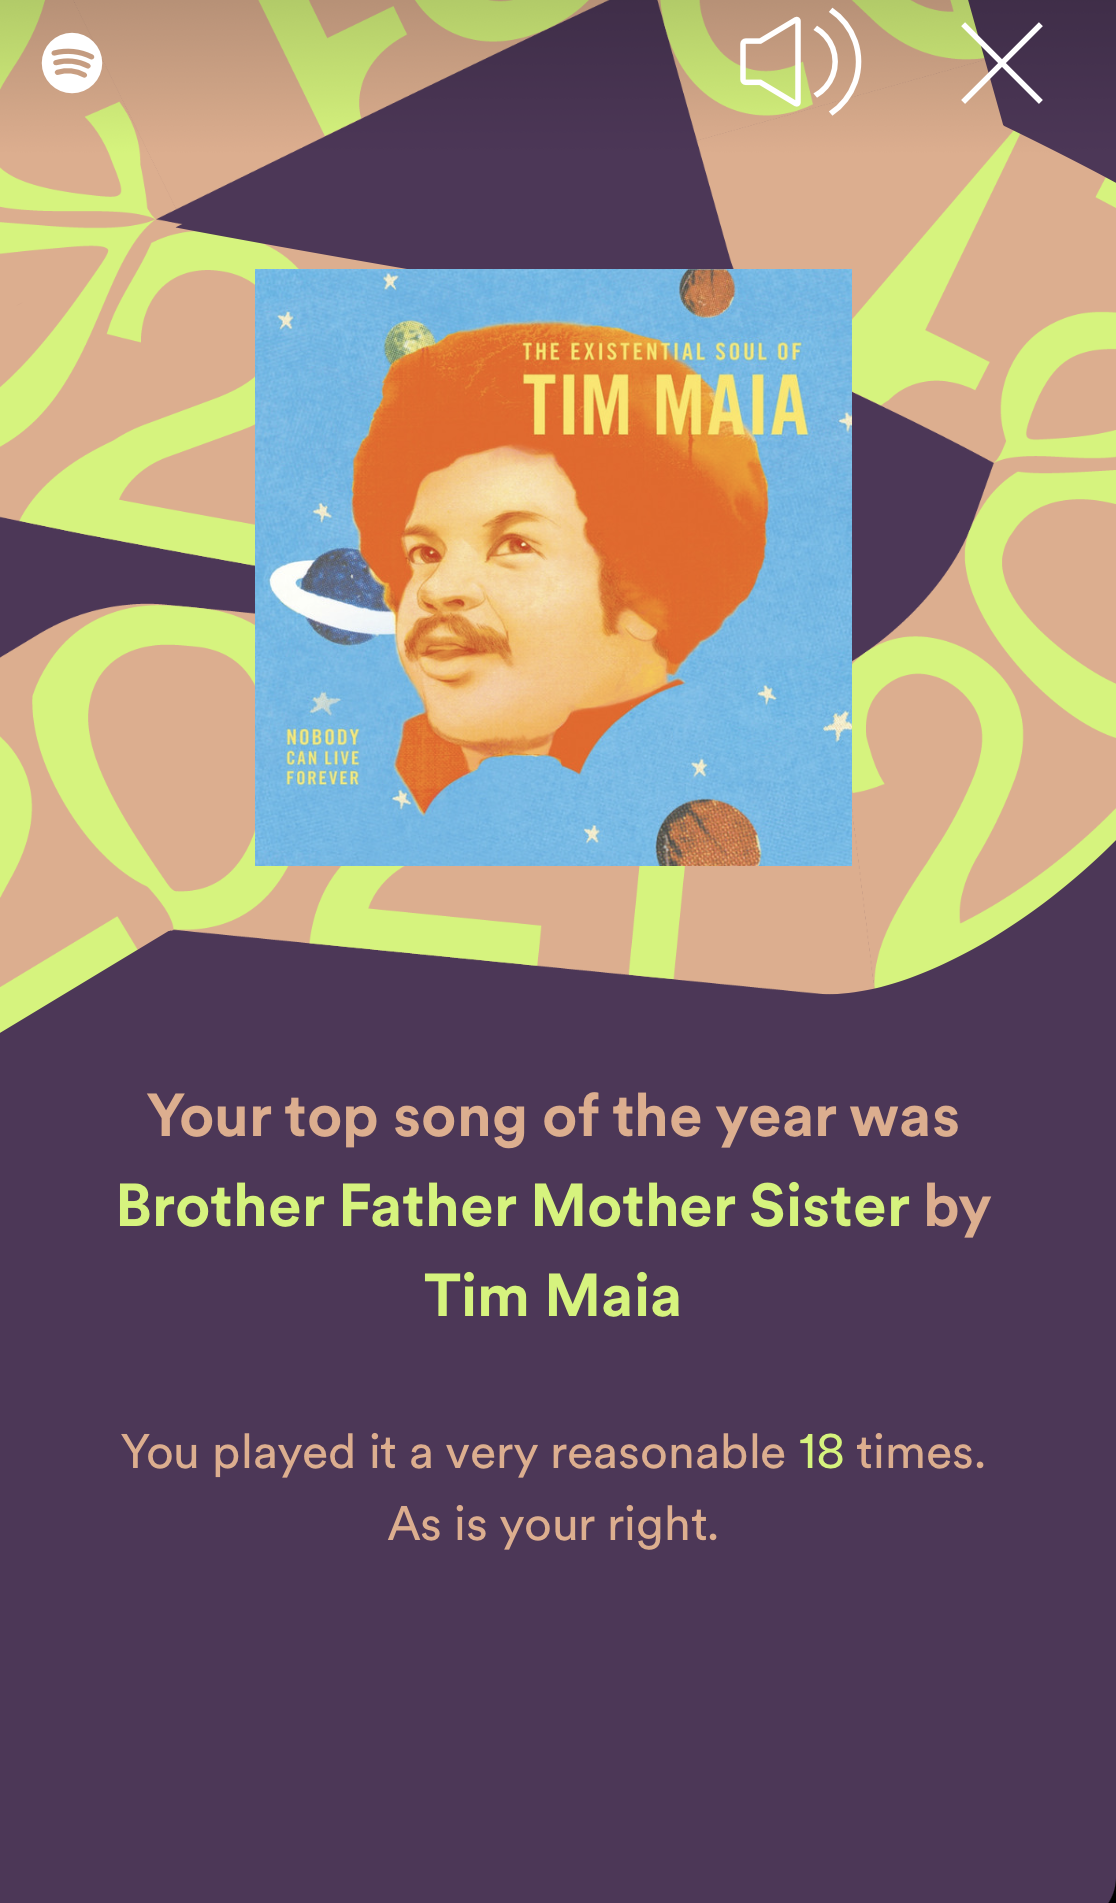 THE EXISTENTIAL SOUL OF
TIM MAIA
NOBODY
CAN LIVE
FOREVER
Your top song of the year was
Brother Father Mother Sister by
Tim Maia
You played it a very reasonable 18 times.
As is your right.